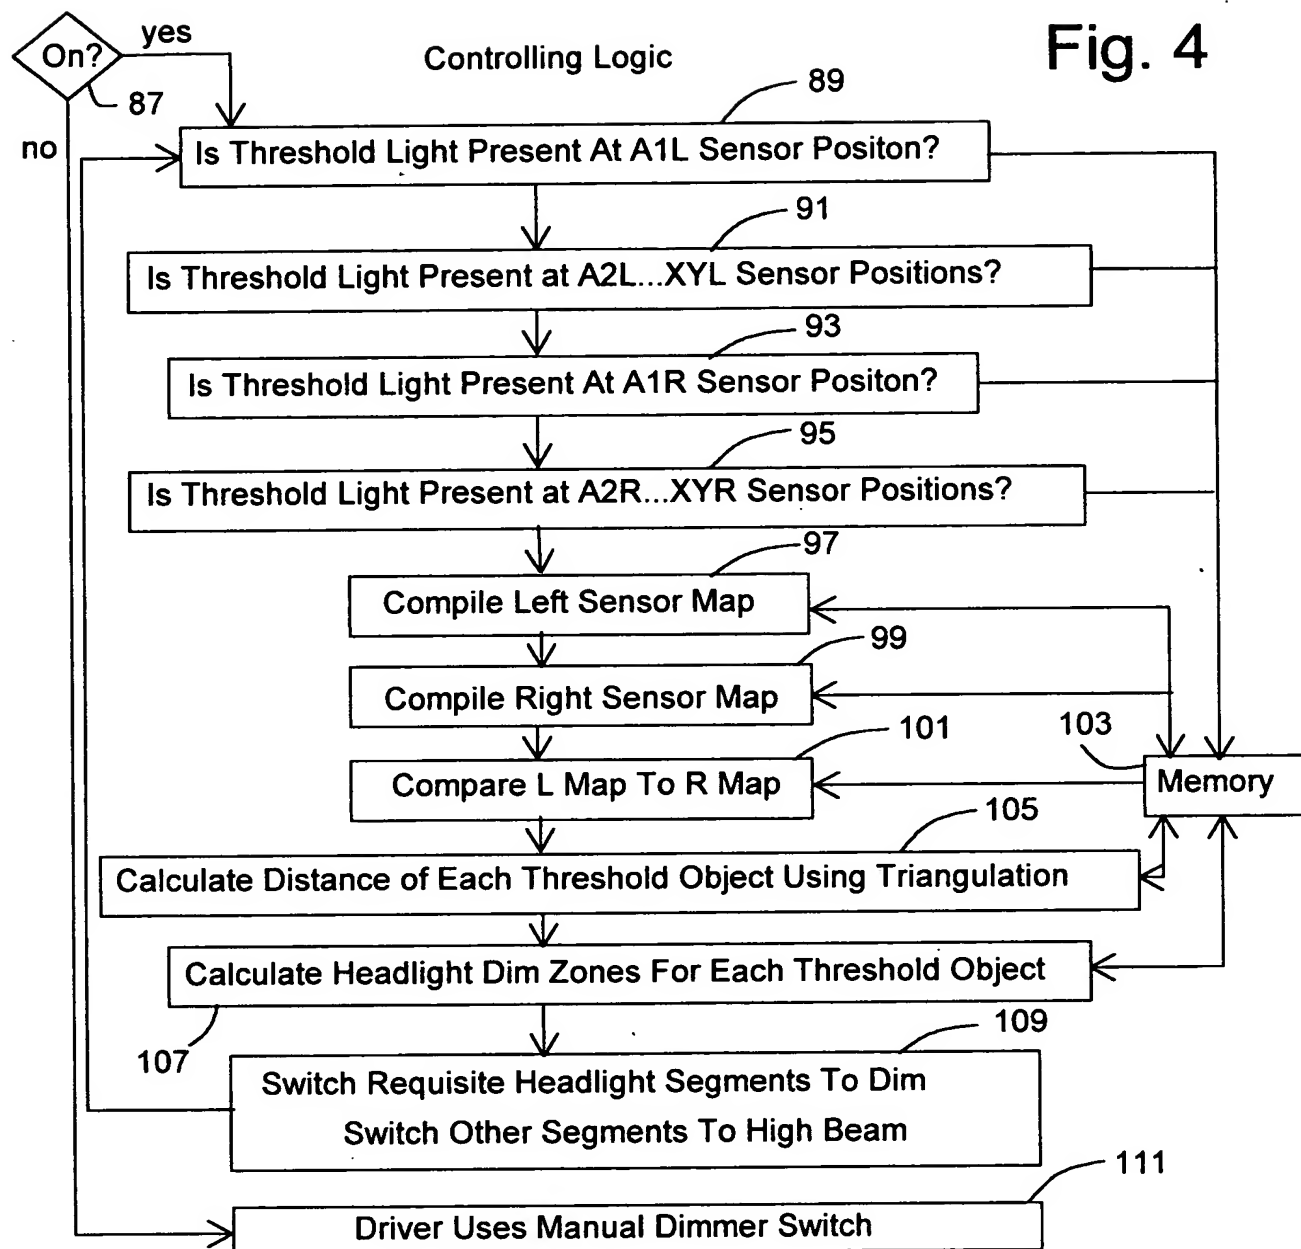 Fig. 4
Controlling Logic
On?
yes
87
no
89
Is Threshold Light Present At A1L Sensor Positon?
91
Is Threshold Light Present at A2L...XYL Sensor Positions?
93
Is Threshold Light Present At A1R Sensor Positon?
95
Is Threshold Light Present at A2R...XYR Sensor Positions?
97
Compile Left Sensor Map
99
Compile Right Sensor Map
101
Compare L Map To R Map
103
Memory
105
Calculate Distance of Each Threshold Object Using Triangulation
Calculate Headlight Dim Zones For Each Threshold Object
107
109
Switch Requisite Headlight Segments To Dim
Switch Other Segments To High Beam
111
Driver Uses Manual Dimmer Switch